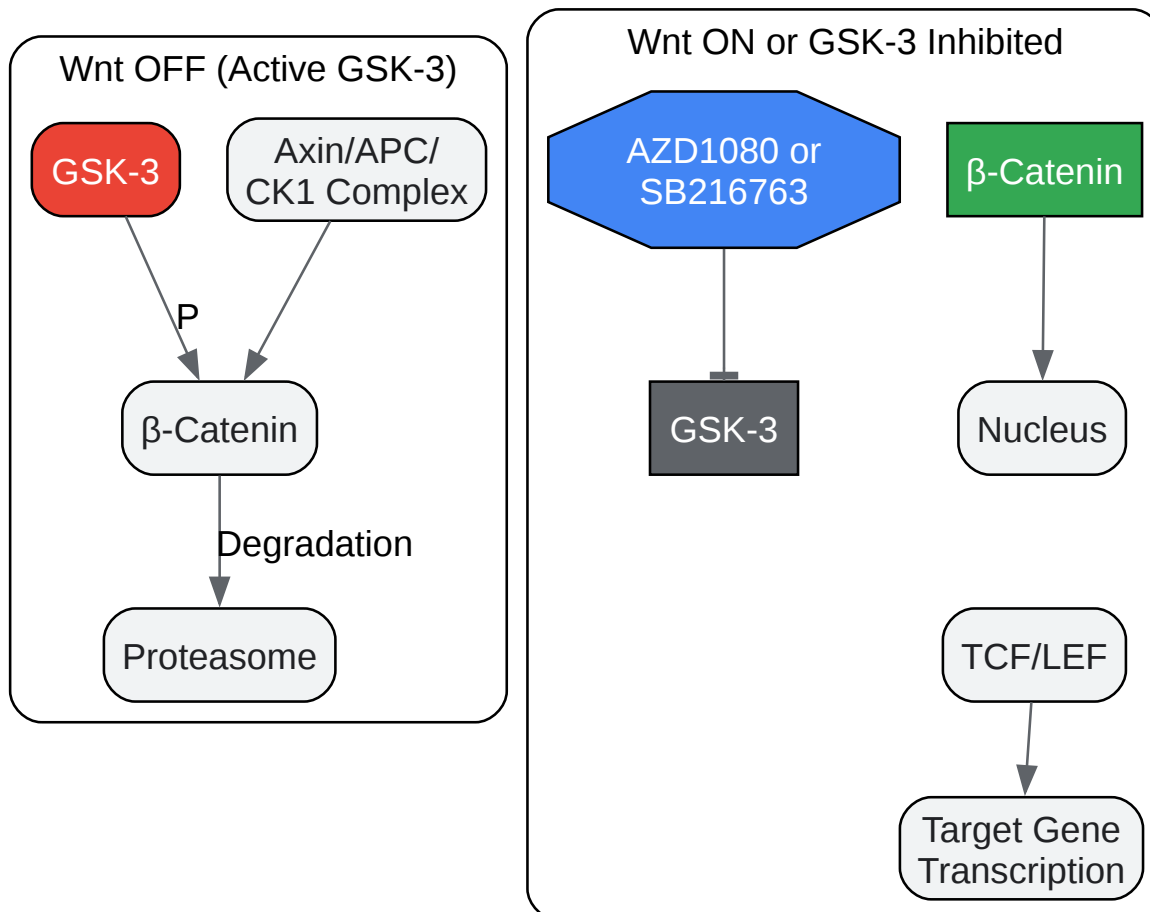 Wnt OFF (Active GSK-3)
GSK-3
Axin/APC/
CK1 Complex
P
β-Catenin
Degradation
Proteasome
Wnt ON or GSK-3 Inhibited
AZD1080 or
SB216763
β-Catenin
GSK-3
Nucleus
TCF/LEF
Target Gene
Transcription